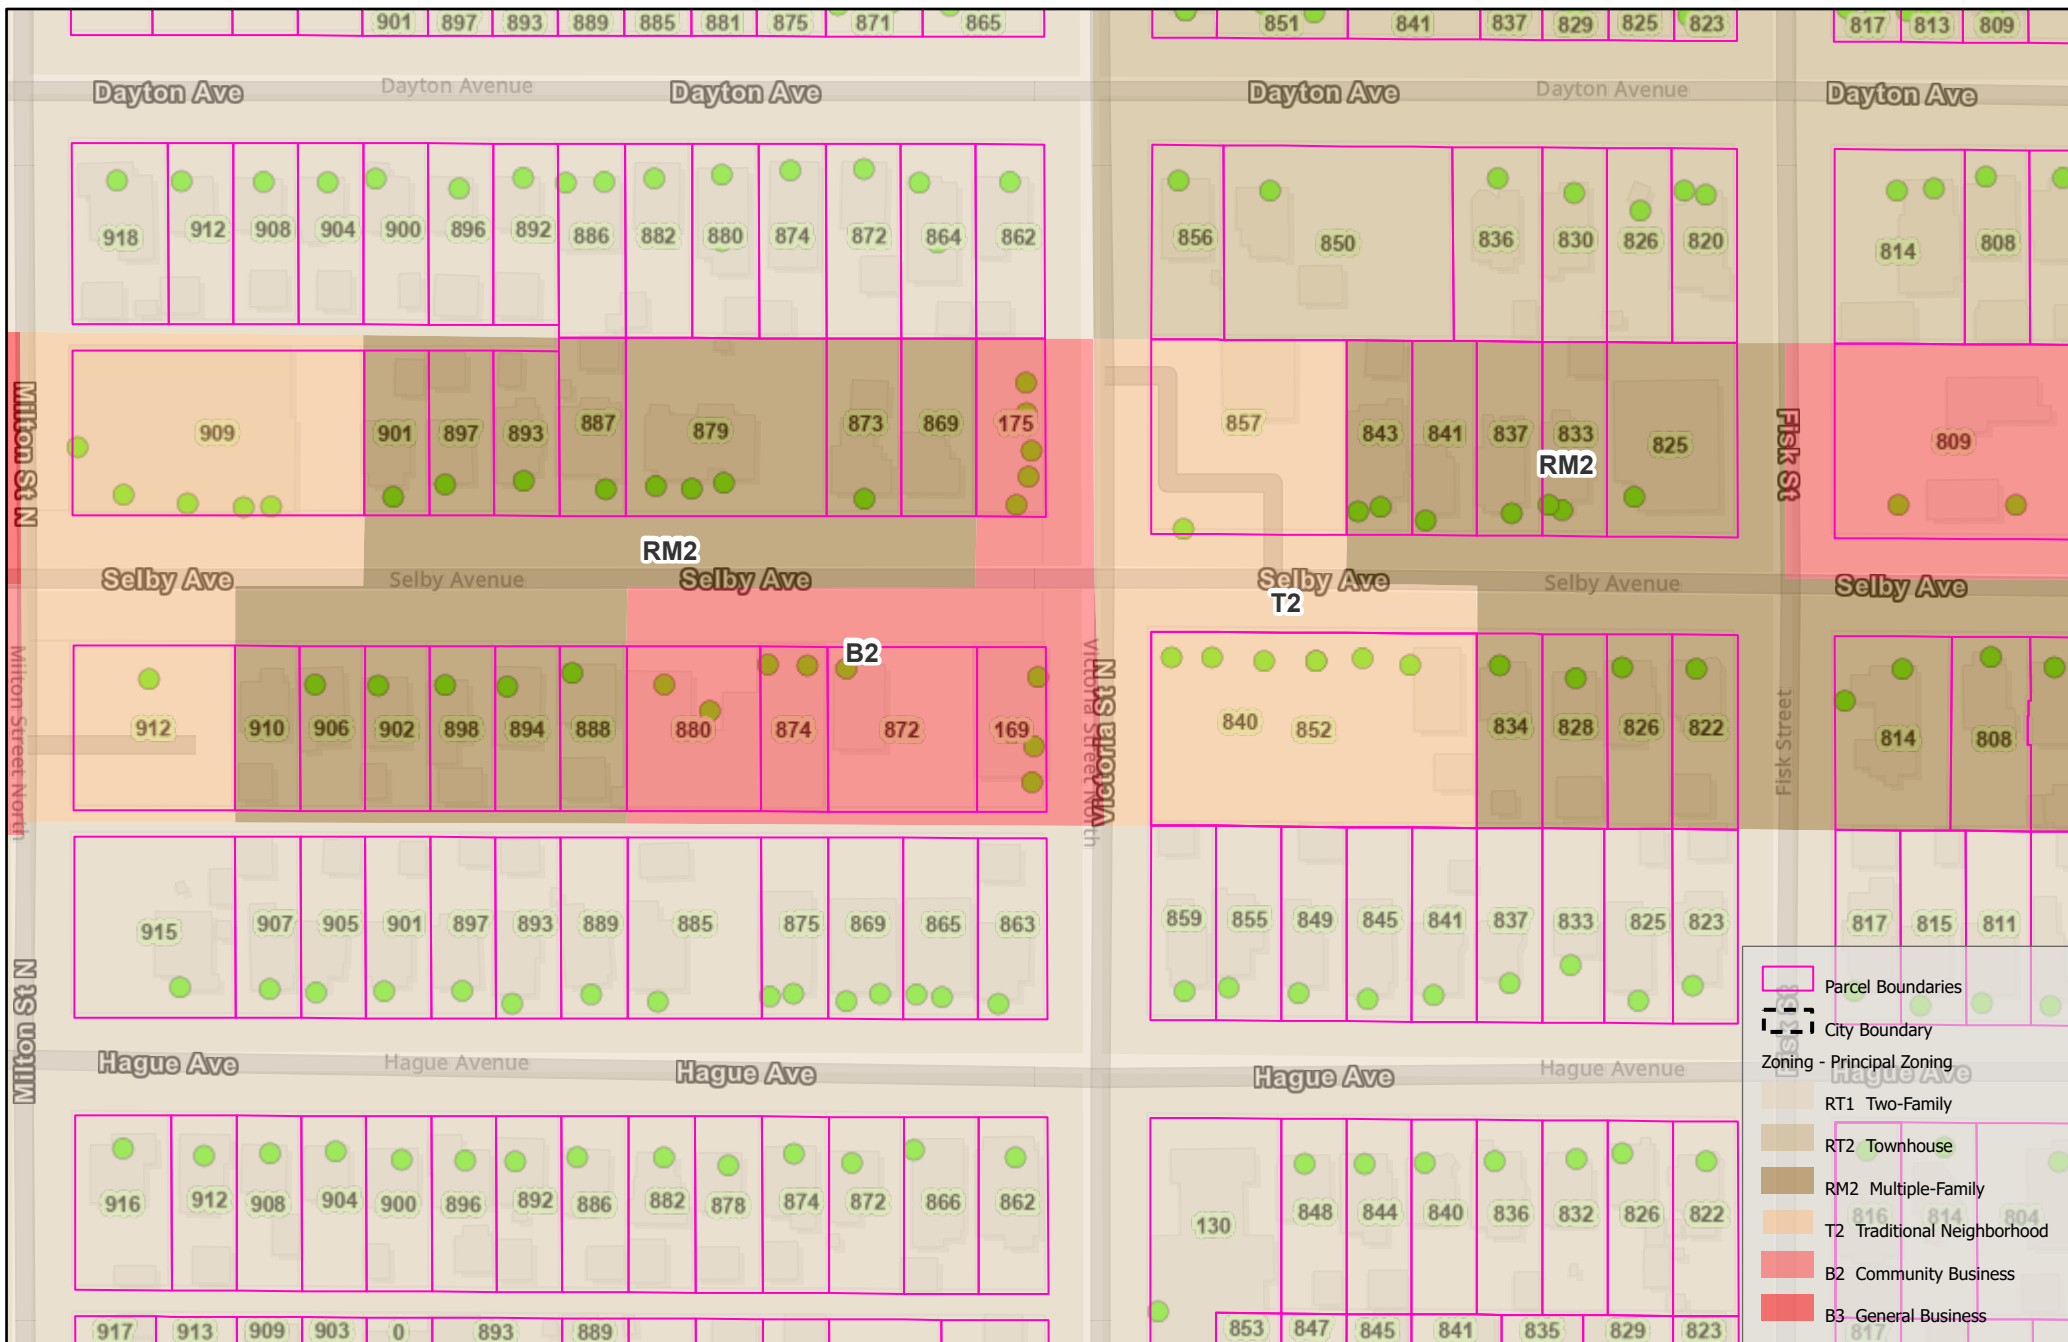 901 897 893 889 885 881 875 871 865 851 841 837 829 825 823 817 813 809
Dayton Ave Dayton Avenue Dayton Ave Dayton Ave Dayton Avenue Dayton Ave
918 912 908 904 900 896 892 886 882 880 874 872 864 862 856 850 836 830 826 820 814 808
Milton St N
909 901 897 893 887 879 873 869 175 857 843 841 837 833 825 809
RM2
Fisk St
RM2
Selby Ave Selby Avenue Selby Ave Selby Ave Selby Avenue Selby Ave
T2
B2
Milton Street North
Victoria Street North
Victoria St N
Fisk Street
912 910 906 902 898 894 888 880 874 872 169 840 852 834 828 826 822 814 808
915 907 905 901 897 893 889 885 875 869 865 863 859 855 849 845 841 837 833 825 823 817 815 811
Milton St N
Fisk St
Hague Ave Hague Avenue Hague Ave Hague Ave Hague Avenue Hague Ave
916 912 908 904 900 896 892 886 882 878 874 872 866 862 130 848 844 840 836 832 826 822 816 814 804
917 913 909 903 0 893 889 853 847 845 841 835 829 823 817
Parcel Boundaries
City Boundary
Zoning - Principal Zoning
RT1 Two-Family
RT2 Townhouse
RM2 Multiple-Family
T2 Traditional Neighborhood
B2 Community Business
B3 General Business